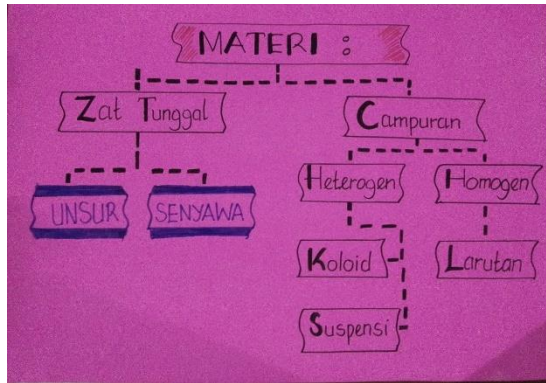 MATERI :
Zat Tunggal
Campuran
UNSUR
SENYAWA
Heterogen
Homogen
Koloid
Larutan
Suspensi